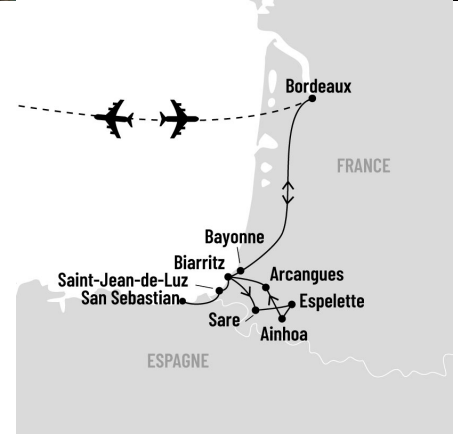 Bordeaux
FRANCE
Bayonne
Biarritz
Arcangues
Saint-Jean-de-Luz
San Sebastian
Espelette
Sare
Ainhoa
ESPAGNE